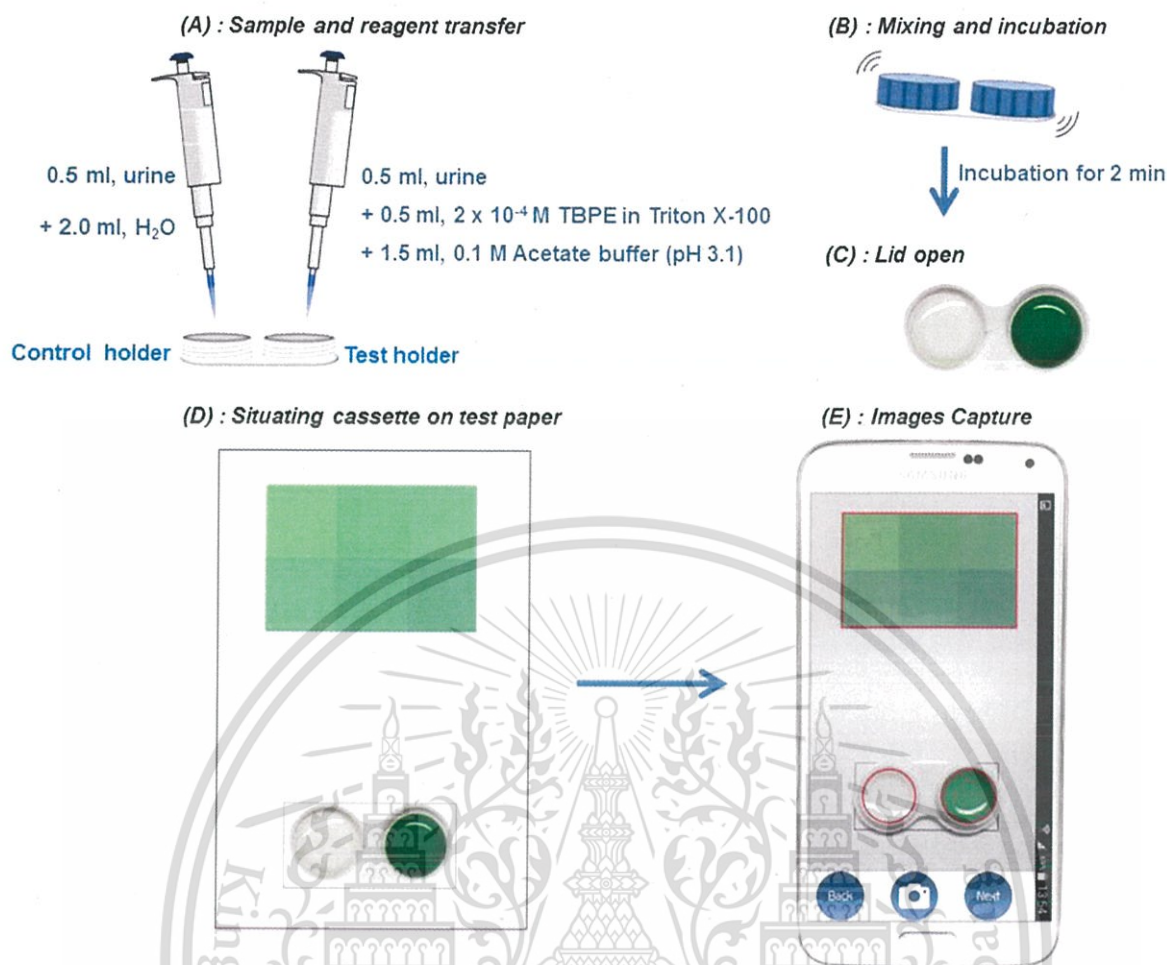 (A) : Sample and reagent transfer
0.5 ml, urine
+ 2.0 ml, H₂O
0.5 ml, urine
+ 0.5 ml, 2 x 10⁻⁴ M TBPE in Triton X-100
+ 1.5 ml, 0.1 M Acetate buffer (pH 3.1)
Control holder
Test holder
(B) : Mixing and incubation
Incubation for 2 min
(C) : Lid open
(D) : Situating cassette on test paper
(E) : Images Capture
SAMSUNG
13:54
Back
Next